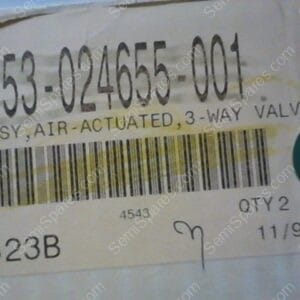 53-024655-001
SY, AIR-ACTUATED, 3-WAY VALV
4543
QTY 2
23B
11/9